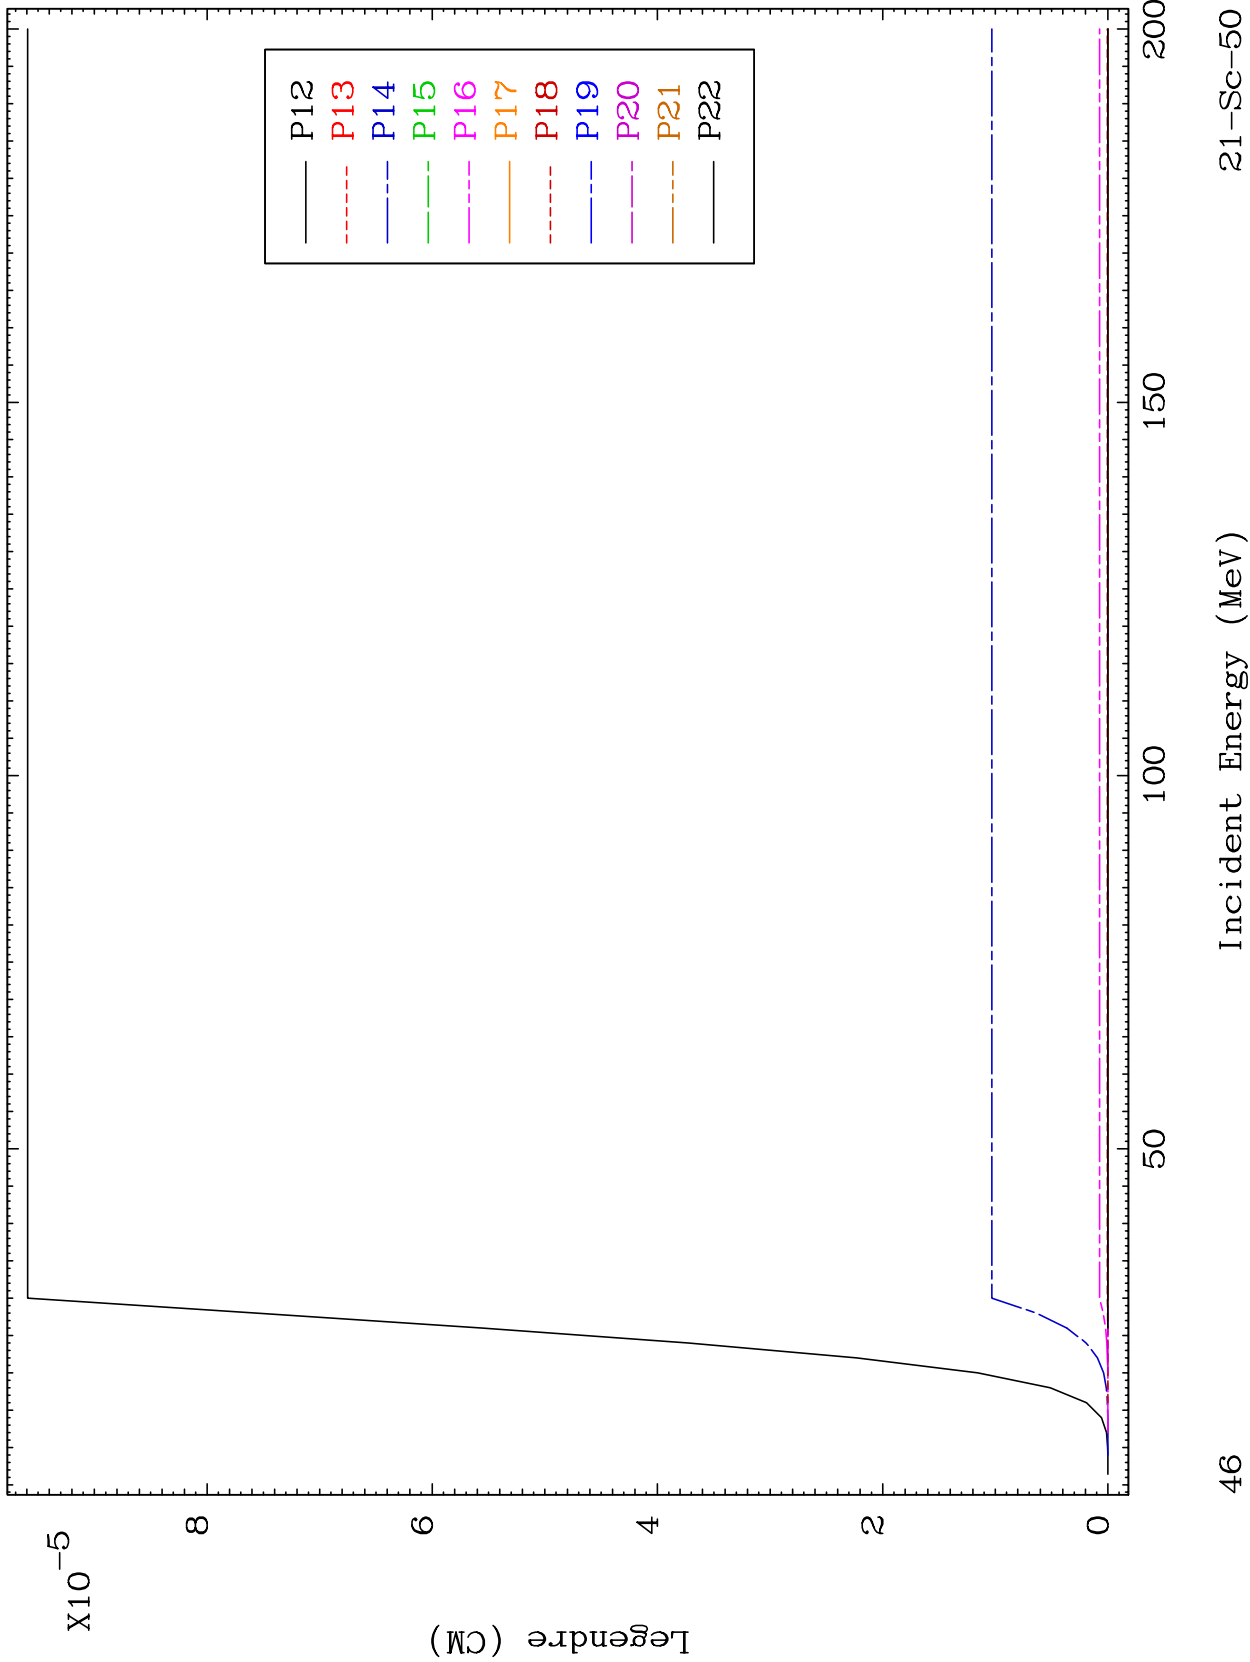 X10-5
8
6
4
2
0
Legendre (CM)
P12
P13
P14
P15
P16
P17
P18
P19
P20
P21
P22
50
100
150
200
Incident Energy (MeV)
46
21-Sc-50